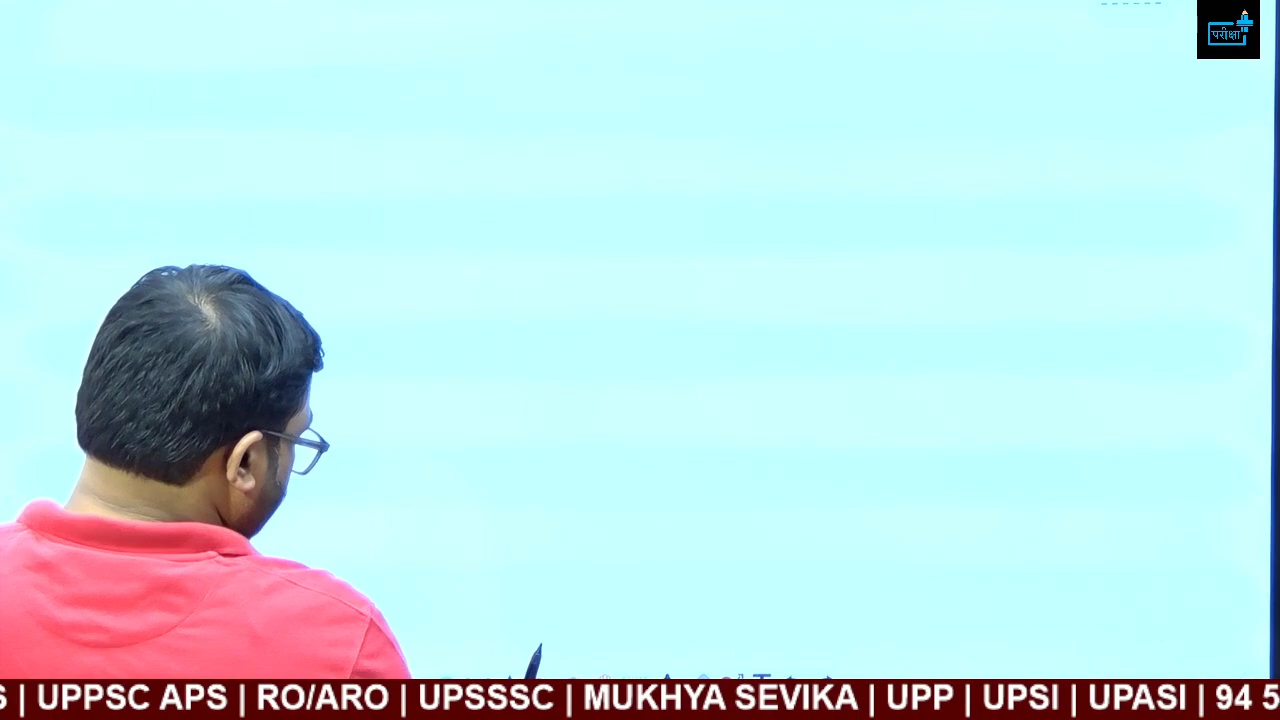 परीक्षा
S | UPPSC APS | RO/ARO | UPSSSC | MUKHYA SEVIKA | UPP | UPSI | UPASI | 94 5